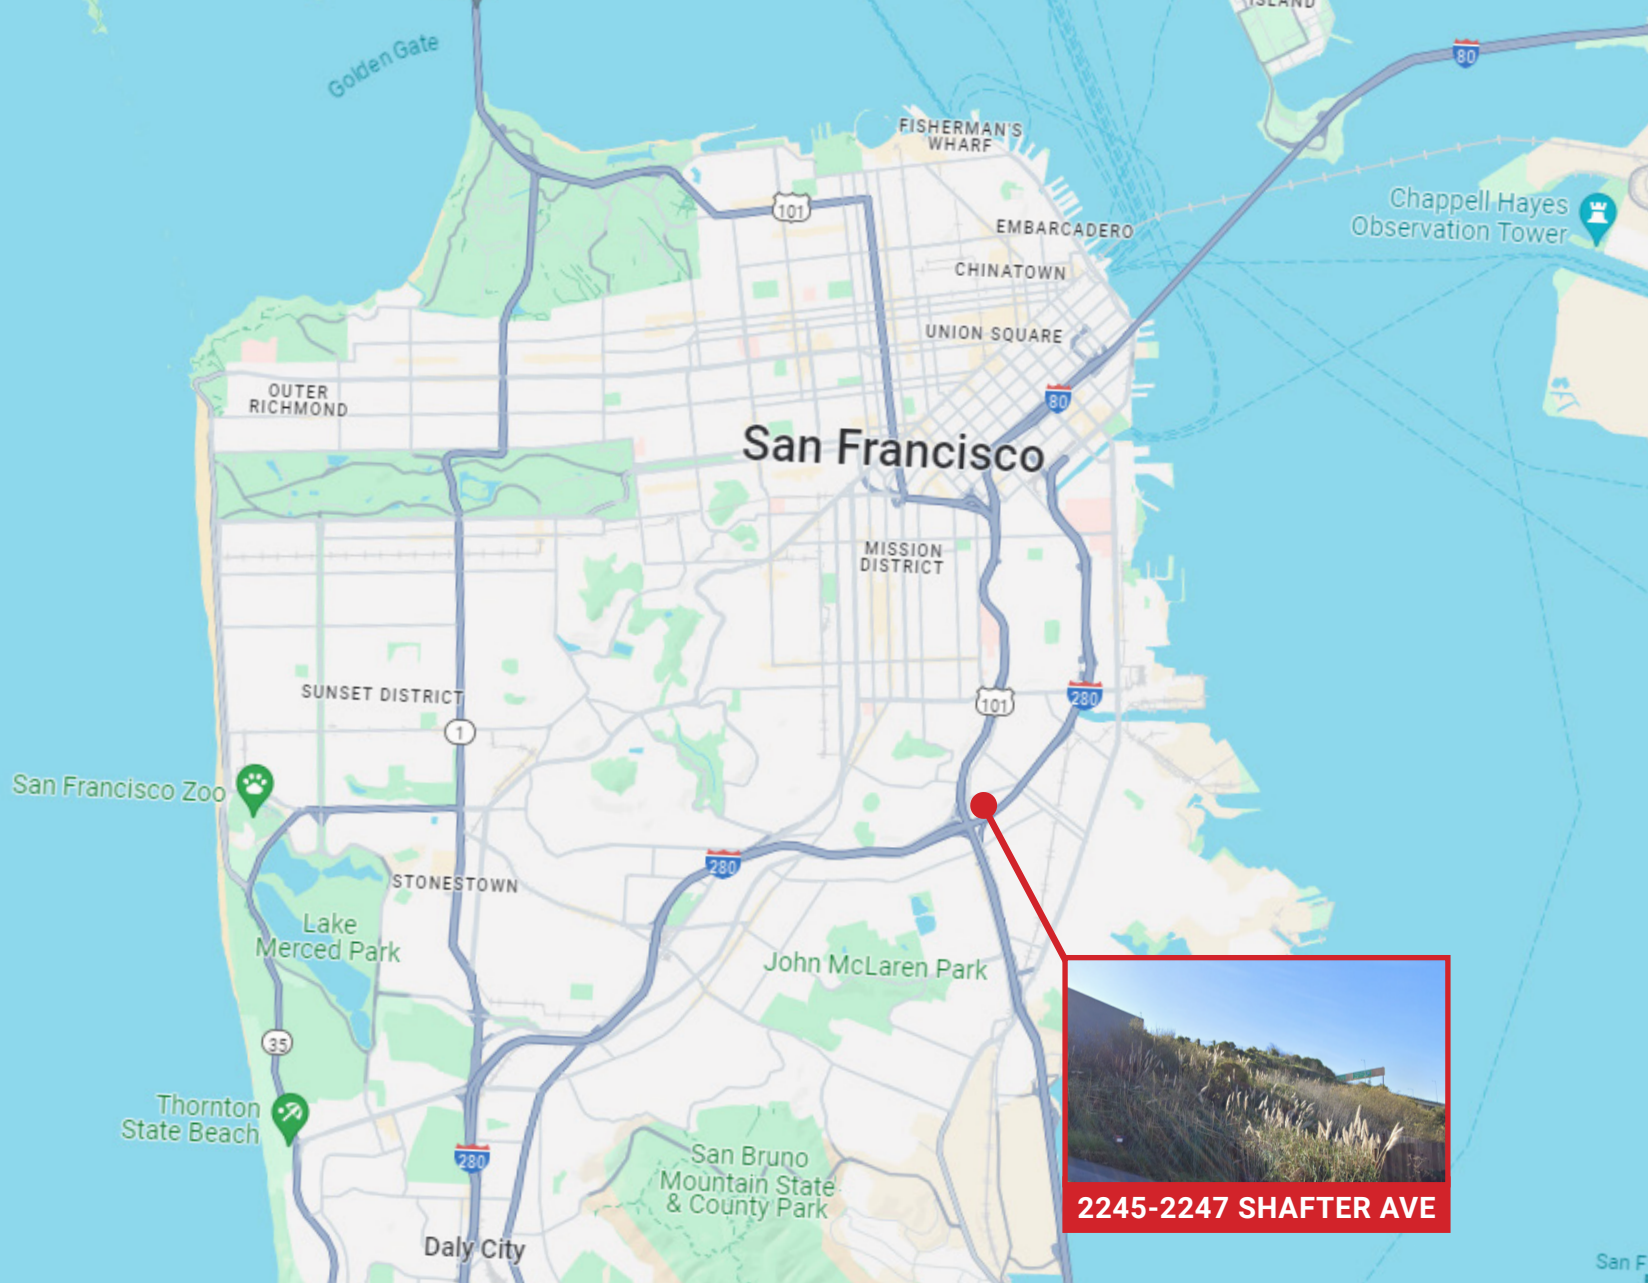 ISLAND
Golden Gate
80
FISHERMAN'S
WHARF
101
Chappell Hayes
Observation Tower
EMBARCADERO
CHINATOWN
UNION SQUARE
OUTER
RICHMOND
80
San Francisco
MISSION
DISTRICT
SUNSET DISTRICT
1
101
280
San Francisco Zoo
280
STONESTOWN
Lake
Merced Park
John McLaren Park
35
Thornton
State Beach
280
San Bruno
Mountain State
& County Park
2245-2247 SHAFTER AVE
Daly City
San F